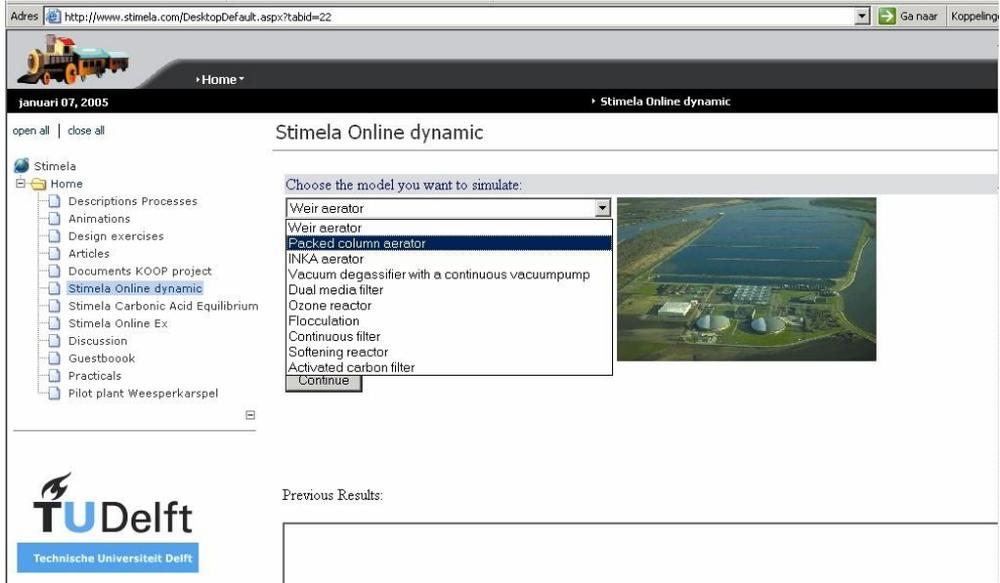 Adres http://www.stimela.com/DesktopDefault.aspx?tabid=22 Ga naar Koppeling
Home
januari 07, 2005 Stimela Online dynamic
open all | close all
Stimela Online dynamic
Stimela
Home
Descriptions Processes
Animations
Design exercises
Articles
Documents KOOP project
Stimela Online dynamic
Stimela Carbonic Acid Equilibrium
Stimela Online Ex
Discussion
Guestboook
Practicals
Pilot plant Weesperkarspel
Choose the model you want to simulate:
Weir aerator
Weir aerator
Packed column aerator
INKA aerator
Vacuum degassifier with a continuous vacuumpump
Dual media filter
Ozone reactor
Flocculation
Continuous filter
Softening reactor
Activated carbon filter
Continue
Previous Results:
TUDelft
Technische Universiteit Delft